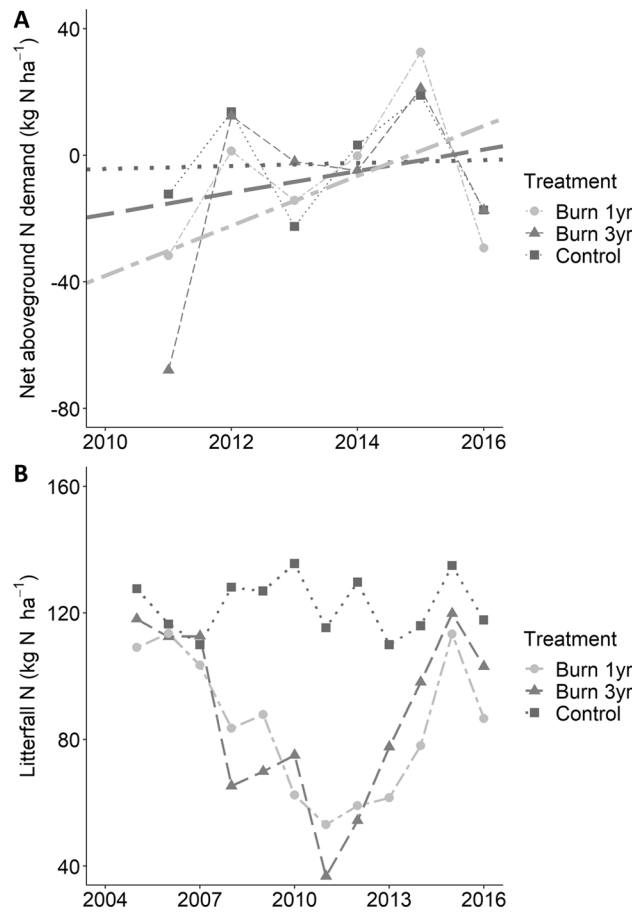 A
Net aboveground N demand (kg N ha⁻¹)
40
0
-40
-80
2010 2012 2014 2016
Treatment
Burn 1yr
Burn 3yr
Control
B
Litterfall N (kg N ha⁻¹)
160
120
80
40
2004 2007 2010 2013 2016
Treatment
Burn 1yr
Burn 3yr
Control